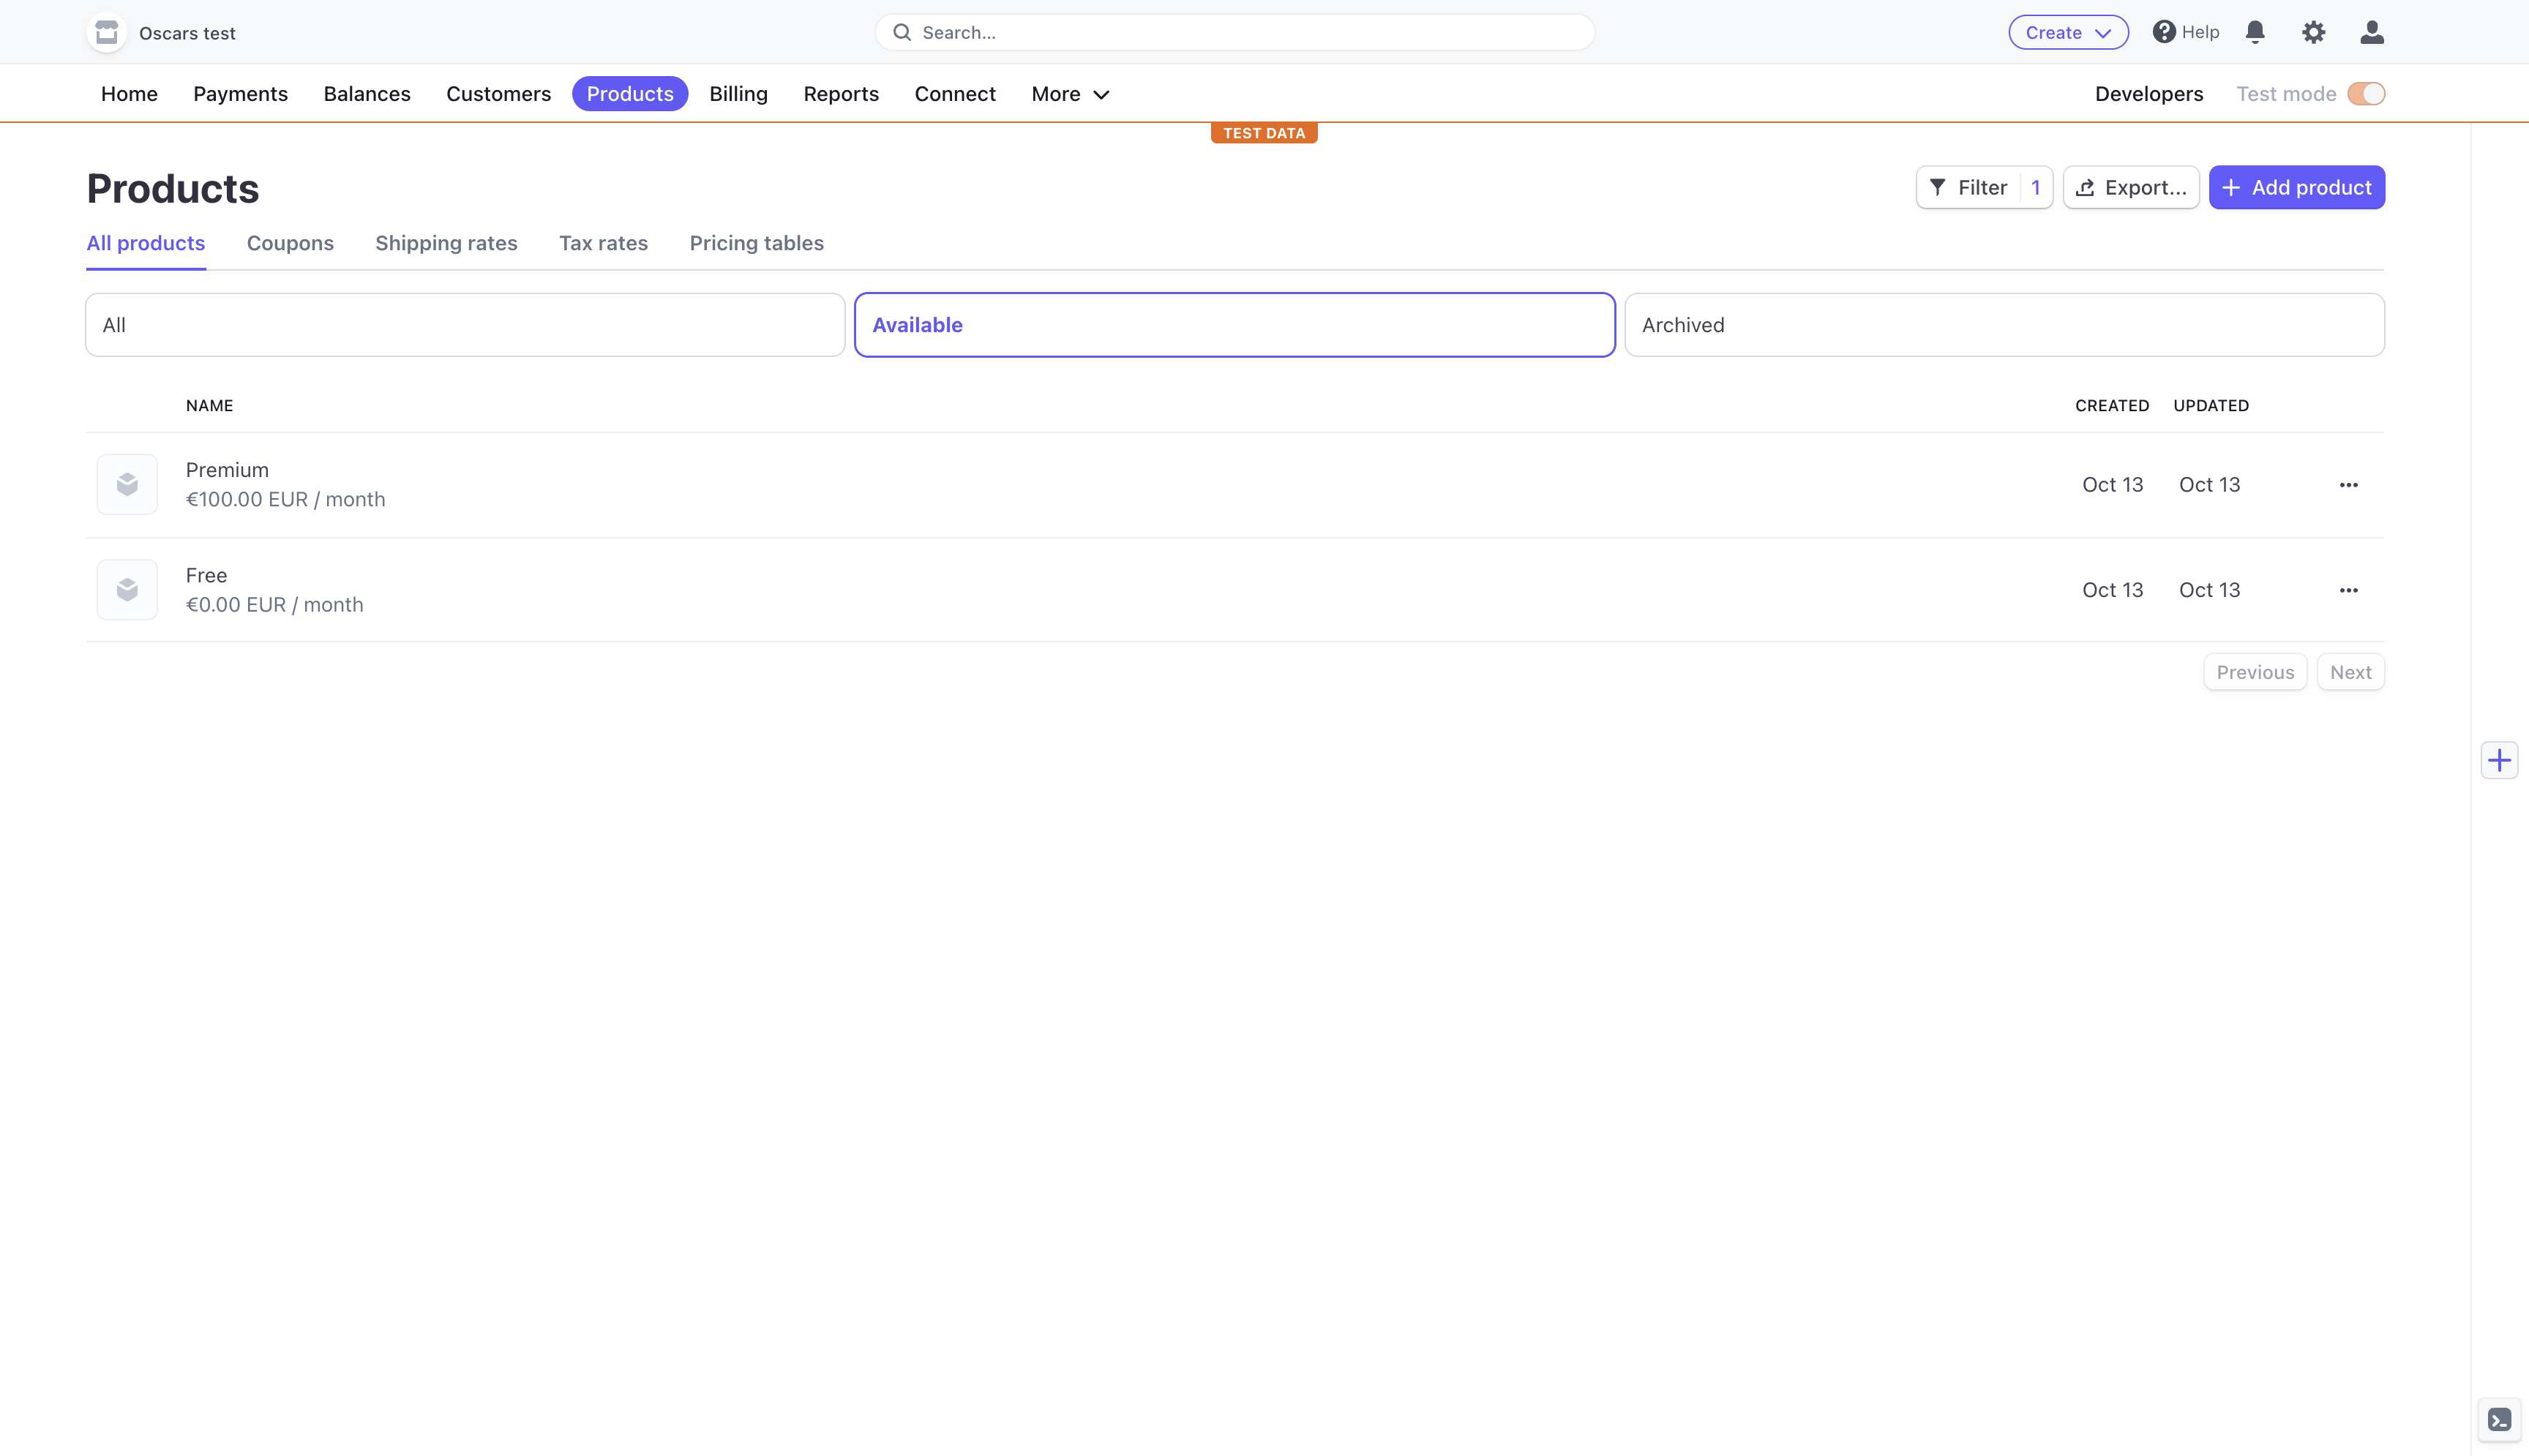 Oscars test
Search...
Create
Help
Home
Payments
Balances
Customers
Products
Billing
Reports
Connect
More
Developers
Test mode
TEST DATA
Products
Filter 1
Export...
Add product
All products
Coupons
Shipping rates
Tax rates
Pricing tables
All
Available
Archived
NAME
CREATED
UPDATED
Premium
€100.00 EUR / month
Oct 13
Oct 13
Free
€0.00 EUR / month
Oct 13
Oct 13
Previous
Next